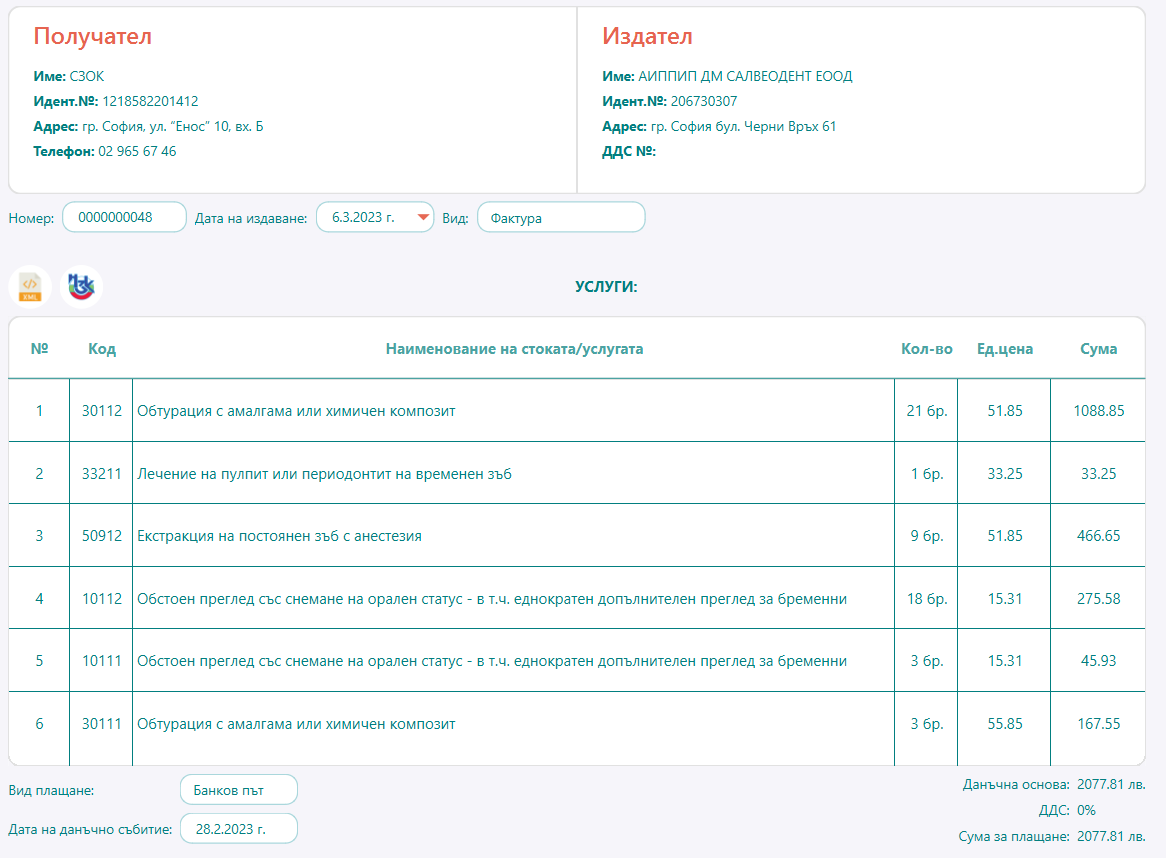 Получател
Име: СЗОК
Идент.№: 1218582201412
Адрес: гр. София, ул. "Енос" 10, вх. Б
Телефон: 02 965 67 46
Издател
Име: АИППИП ДМ САЛВЕОДЕНТ ЕООД
Идент.№: 206730307
Адрес: гр. София бул. Черни Връх 61
ДДС №:
Номер: 0000000048 Дата на издаване: 6.3.2023 г. Вид: Фактура
XML НЗОК УСЛУГИ:
№ Код Наименование на стоката/услугата Кол-во Ед.цена Сума
1 30112 Обтурация с амалгама или химичен композит 21 бр. 51.85 1088.85
2 33211 Лечение на пулпит или периодонтит на временен зъб 1 бр. 33.25 33.25
3 50912 Екстракция на постоянен зъб с анестезия 9 бр. 51.85 466.65
4 10112 Обстоен преглед със снемане на орален статус - в т.ч. еднократен допълнителен преглед за бременни 18 бр. 15.31 275.58
5 10111 Обстоен преглед със снемане на орален статус - в т.ч. еднократен допълнителен преглед за бременни 3 бр. 15.31 45.93
6 30111 Обтурация с амалгама или химичен композит 3 бр. 55.85 167.55
Вид плащане: Банков път
Дата на данъчно събитие: 28.2.2023 г.
Данъчна основа: 2077.81 лв.
ДДС: 0%
Сума за плащане: 2077.81 лв.